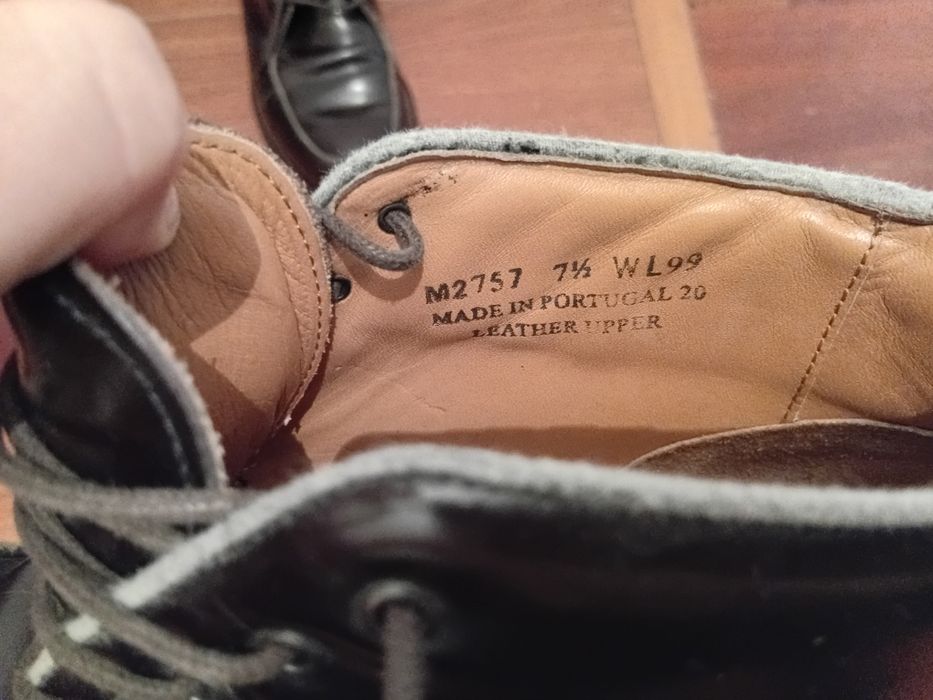 M2757 7½ WL99
MADE IN PORTUGAL 20
LEATHER UPPER